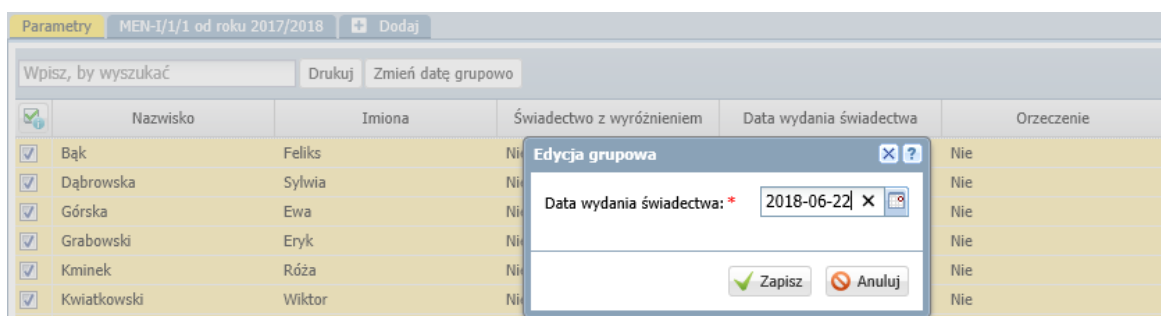 Parametry MEN-I/1/1 od roku 2017/2018 Dodaj
Wpisz, by wyszukać Drukuj Zmień datę grupowo
Nazwisko Imiona Świadectwo z wyróżnieniem Data wydania świadectwa Orzeczenie
Bąk Feliks Nie
Dąbrowska Sylwia Nie
Górska Ewa Nie
Grabowski Eryk Nie
Kminek Róża Nie
Kwiatkowski Wiktor Nie
Edycja grupowa
Data wydania świadectwa: * 2018-06-22
Zapisz Anuluj